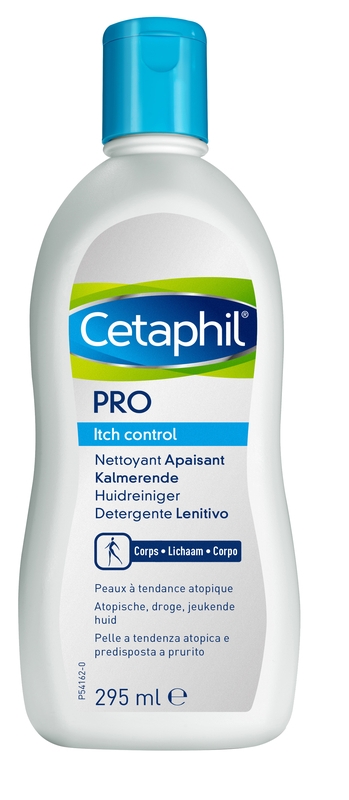 Cetaphil®
PRO
Itch control
Nettoyant Apaisant
Kalmerende
Huidreiniger
Detergente Lenitivo
Corps • Lichaam • Corpo
Peaux à tendance atopique
Atopische, droge, jeukende
huid
Pelle a tendenza atopica e
predisposta a prurito
P54162-0
295 ml ℮